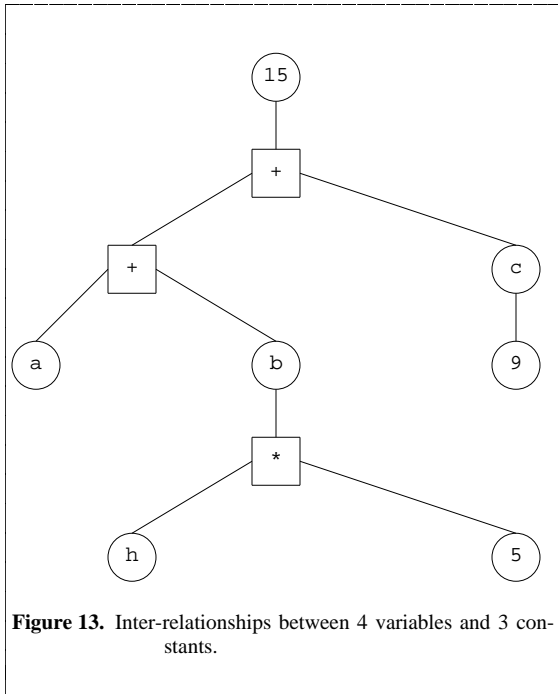 15
+
+
c
a
b
9
*
h
5
Figure 13. Inter-relationships between 4 variables and 3 con-
stants.